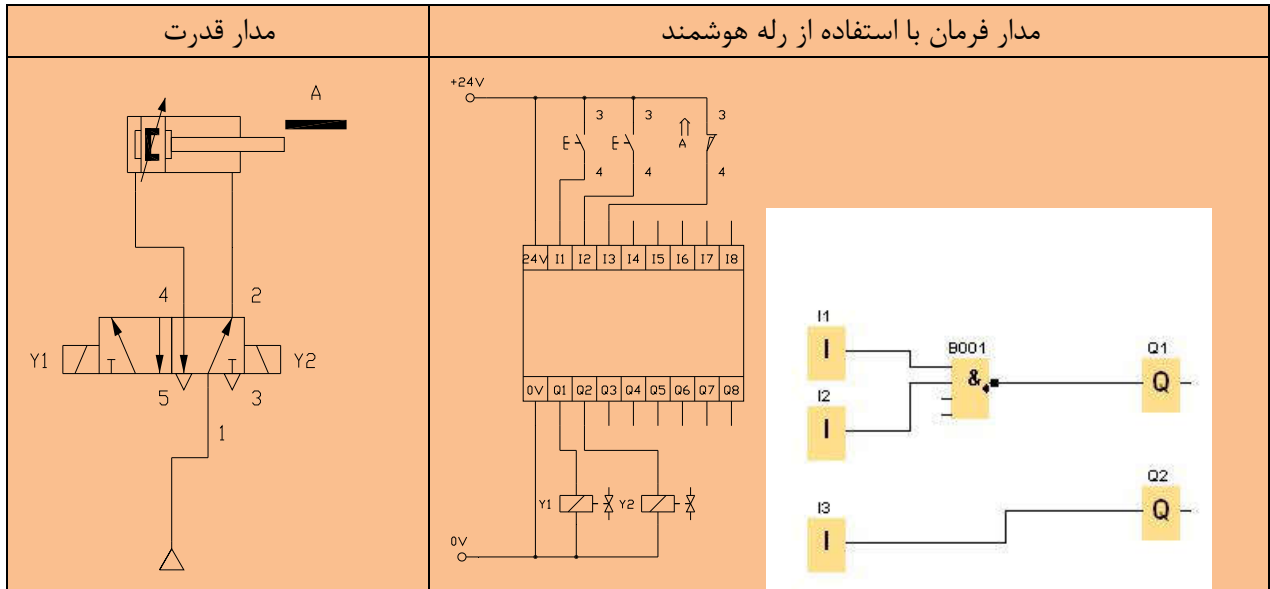 مدار فرمان با استفاده از رله هوشمند
مدار قدرت
A
4 2
Y1 Y2
5 3
1
+24V
3 3 3
E E A
4 4 4
24V I1 I2 I3 I4 I5 I6 I7 I8
0V Q1 Q2 Q3 Q4 Q5 Q6 Q7 Q8
Y1 Y2
0V
I1
I
B001
&
Q1
Q
I2
I
Q2
Q
I3
I